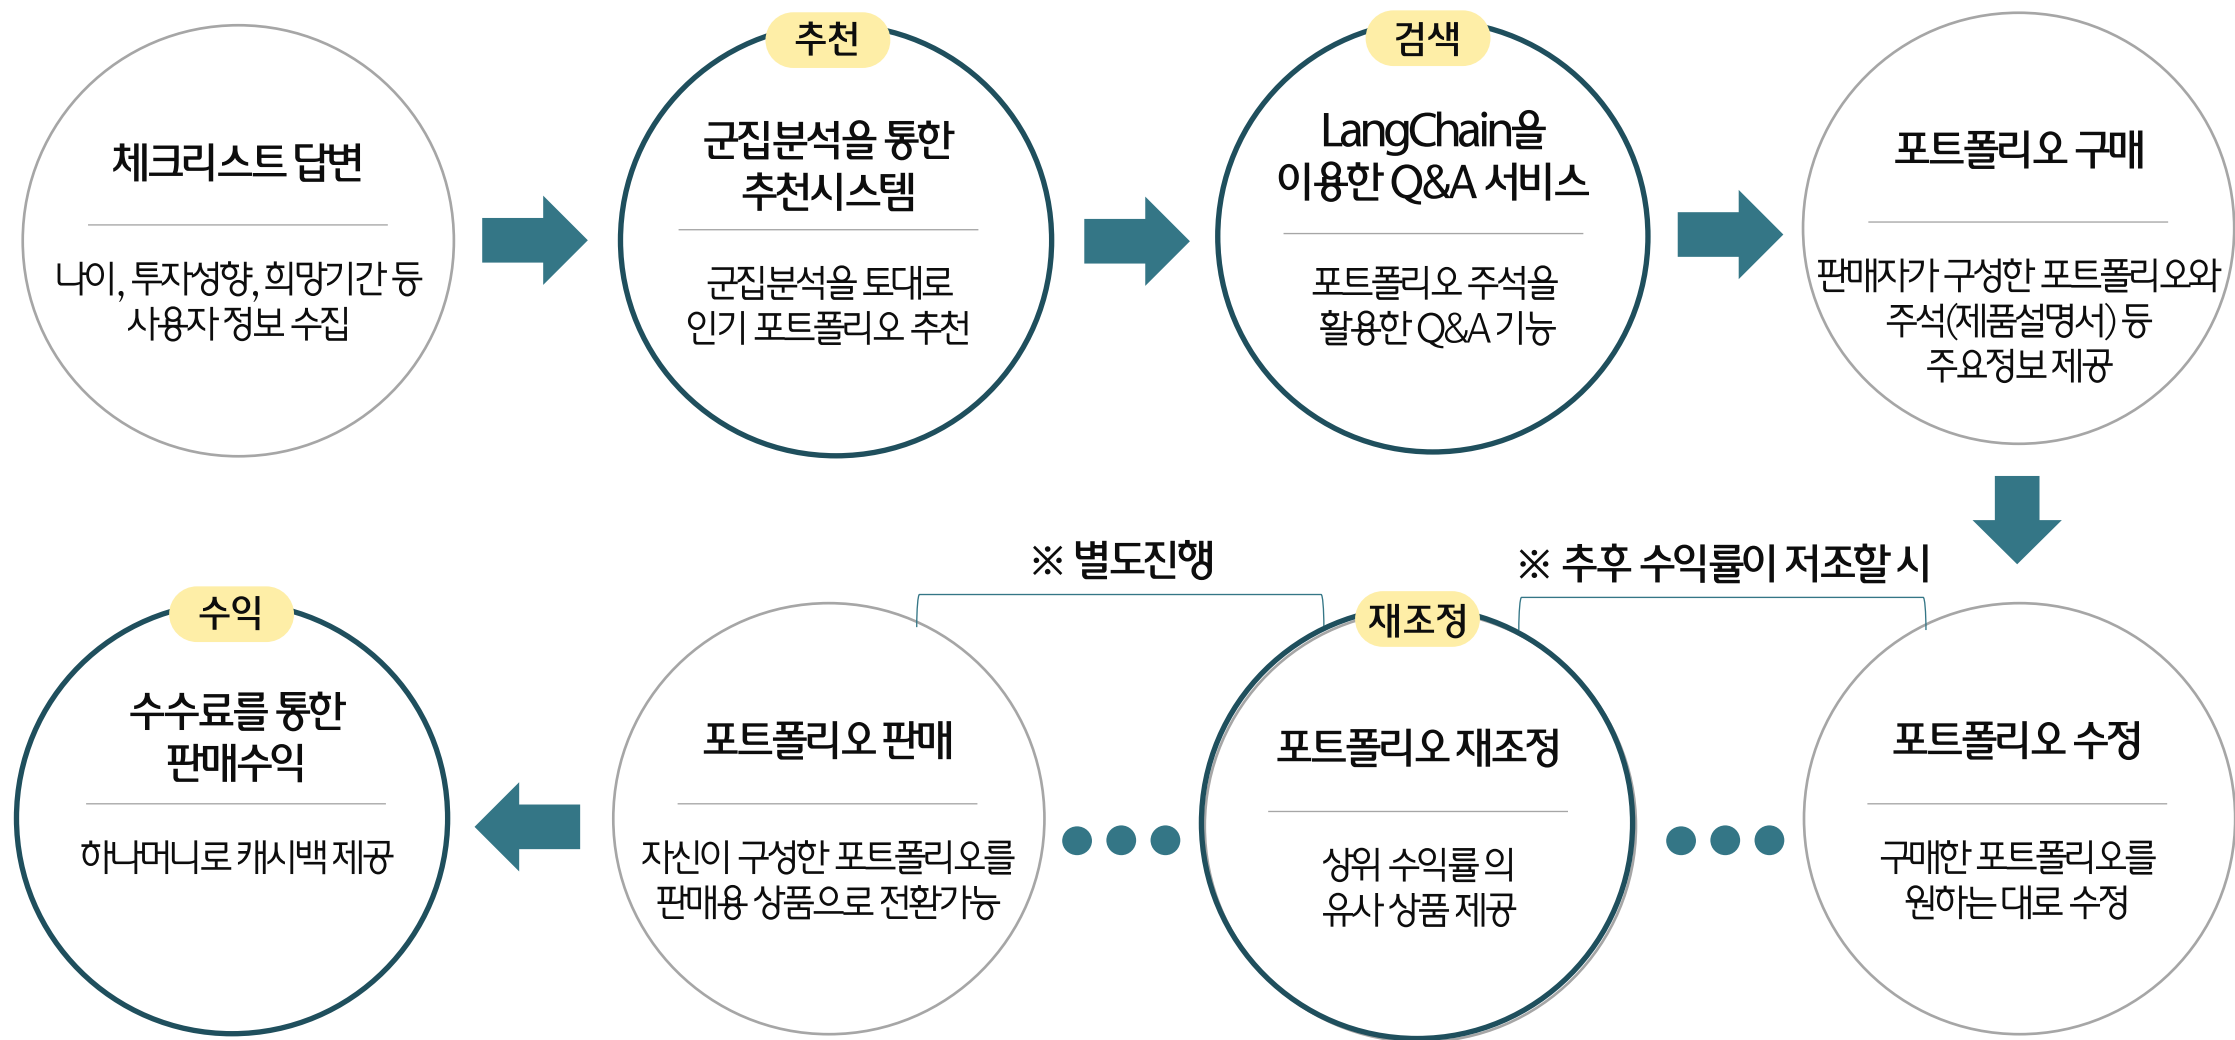 체크리스트 답변
나이, 투자성향, 희망기간 등
사용자 정보 수집
추천
군집분석을 통한
추천시스템
군집분석을 토대로
인기 포트폴리오 추천
검색
LangChain을
이용한 Q&A 서비스
포트폴리오 주석을
활용한 Q&A 기능
포트폴리오 구매
판매자가 구성한 포트폴리오와
주석(제품설명서) 등
주요정보 제공
※ 추후 수익률이 저조할 시
포트폴리오 수정
구매한 포트폴리오를
원하는 대로 수정
재조정
포트폴리오 재조정
상위 수익률 의
유사 상품 제공
※ 별도진행
포트폴리오 판매
자신이 구성한 포트폴리오를
판매용 상품으로 전환가능
수익
수수료를 통한
판매수익
하나머니로 캐시백 제공